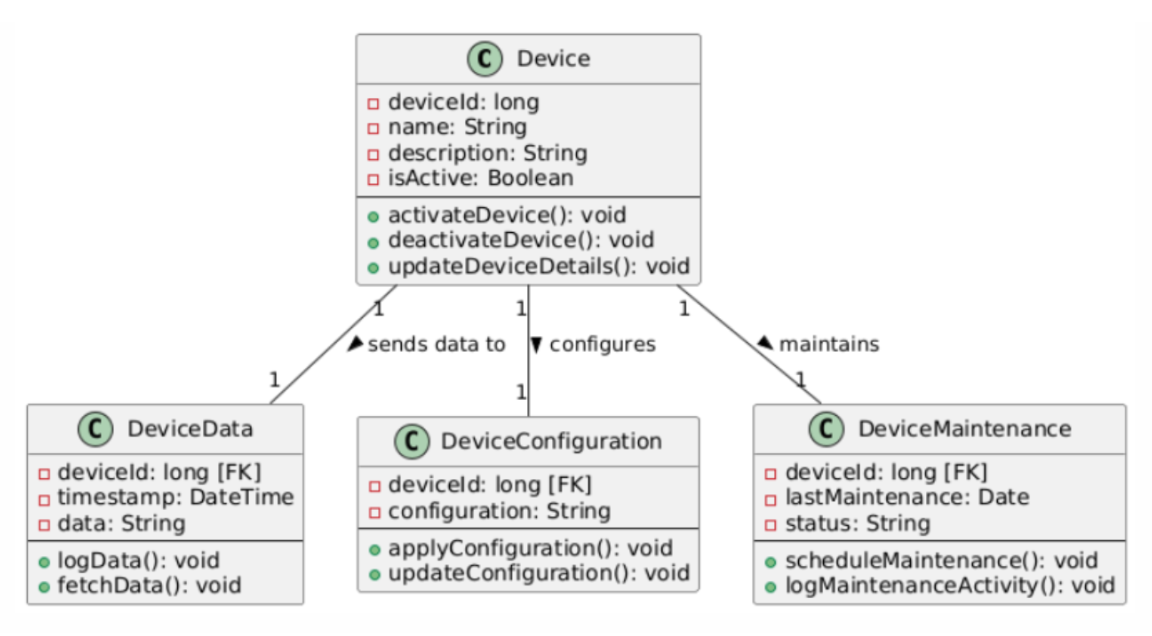 C Device
deviceId: long
name: String
description: String
isActive: Boolean
activateDevice(): void
deactivateDevice(): void
updateDeviceDetails(): void
1
1
1
sends data to
configures
maintains
1
1
1
C DeviceData
deviceId: long [FK]
timestamp: DateTime
data: String
logData(): void
fetchData(): void
C DeviceConfiguration
deviceId: long [FK]
configuration: String
applyConfiguration(): void
updateConfiguration(): void
C DeviceMaintenance
deviceId: long [FK]
lastMaintenance: Date
status: String
scheduleMaintenance(): void
logMaintenanceActivity(): void